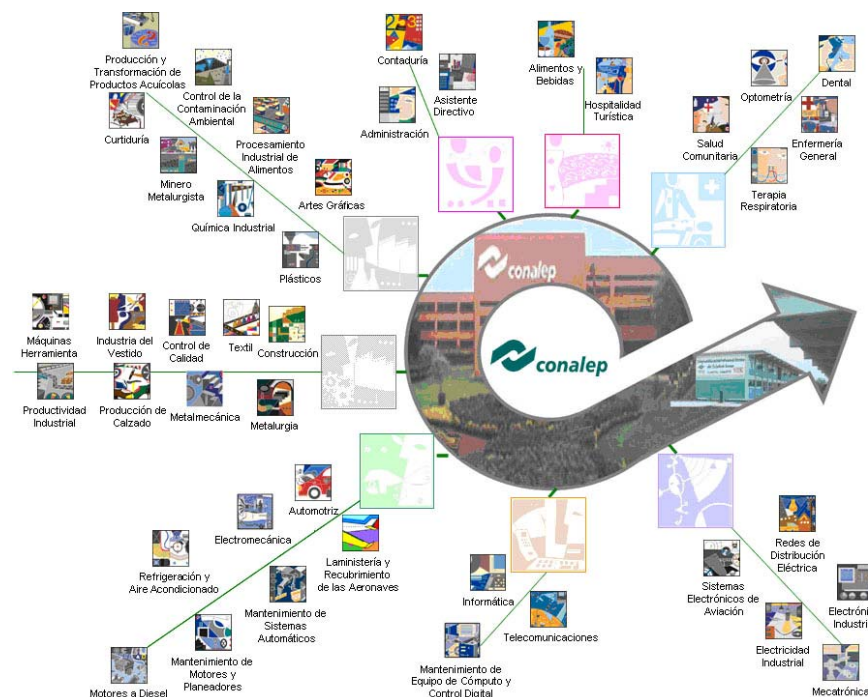 Producción y
Transformación de
Productos Acuícolas
Control de la
Contaminación
Ambiental
Curtiduría
Procesamiento
Industrial de
Alimentos
Minero
Metalurgista
Artes Gráficas
Química Industrial
Plásticos
Contaduría
Asistente
Directivo
Administración
Alimentos y
Bebidas
Hospitalidad
Turística
Optometría
Dental
Salud
Comunitaria
Enfermería
General
Terapia
Respiratoria
conalep
conalep
Máquinas
Herramienta
Industria del
Vestido
Control de
Calidad
Textil
Construcción
Productividad
Industrial
Producción de
Calzado
Metalmecánica
Metalurgia
Automotriz
Electromecánica
Laministería y
Recubrimiento
de las Aeronaves
Refrigeración y
Aire Acondicionado
Mantenimiento de
Sistemas
Automáticos
Mantenimiento de
Motores y
Planeadores
Motores a Diesel
Informática
Telecomunicaciones
Mantenimiento de
Equipo de Cómputo y
Control Digital
Redes de
Distribución
Eléctrica
Sistemas
Electrónicos de
Aviación
Electróni
Industri
Electricidad
Industrial
Mecatrónic